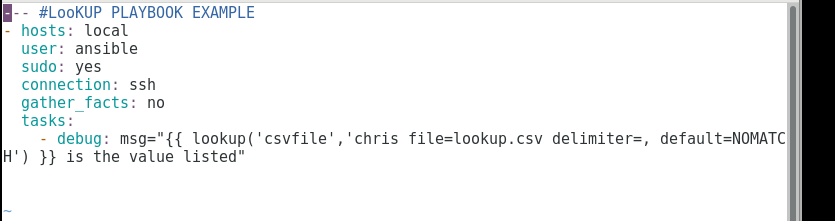 --- #LooKUP PLAYBOOK EXAMPLE
- hosts: local
  user: ansible
  sudo: yes
  connection: ssh
  gather_facts: no
  tasks:
    - debug: msg="{{ lookup('csvfile','chris file=lookup.csv delimiter=, default=NOMATC
H') }} is the value listed"
~